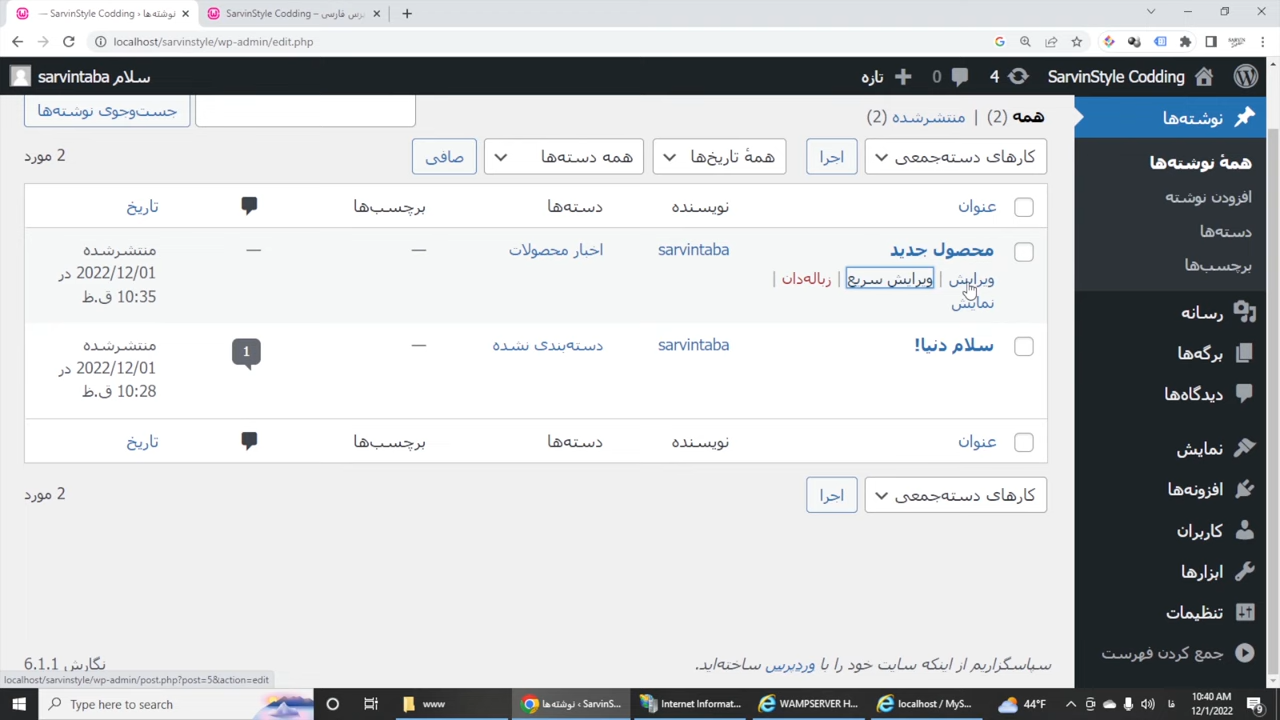 نوشته‌ها ‹ SarvinStyle Codding —
SarvinStyle Codding – برس فارسی
localhost/sarvinstyle/wp-admin/edit.php
SarvinStyle Codding
4
0
تازه
سلام sarvintaba
نوشته‌ها
همهٔ نوشته‌ها
افزودن نوشته
دسته‌ها
برچسب‌ها
رسانه
برگه‌ها
دیدگاه‌ها
نمایش
افزونه‌ها
کاربران
ابزارها
تنظیمات
جمع کردن فهرست
همه (2) | منتشرشده (2)
جست‌وجوی نوشته‌ها
کارهای دسته‌جمعی
اجرا
همهٔ تاریخ‌ها
همه دسته‌ها
صافی
2 مورد
عنوان
نویسنده
دسته‌ها
برچسب‌ها
تاریخ
محصول جدید
ویرایش | ویرایش سریع | زباله‌دان |
نمایش
sarvintaba
اخبار محصولات
—
—
منتشرشده
2022/12/01 در
10:35 ق.ظ
سلام دنیا!
sarvintaba
دسته‌بندی نشده
—
1
منتشرشده
2022/12/01 در
10:28 ق.ظ
عنوان
نویسنده
دسته‌ها
برچسب‌ها
تاریخ
کارهای دسته‌جمعی
اجرا
2 مورد
سپاسگزاریم از اینکه سایت خود را با وردپرس ساخته‌اید.
نگارش 6.1.1
localhost/sarvinstyle/wp-admin/post.php?post=5&action=edit
Type here to search
www
نوشته‌ها ‹ SarvinS...
Internet Informat...
WAMPSERVER H...
localhost / MyS...
44°F
فا
10:40 AM
12/1/2022